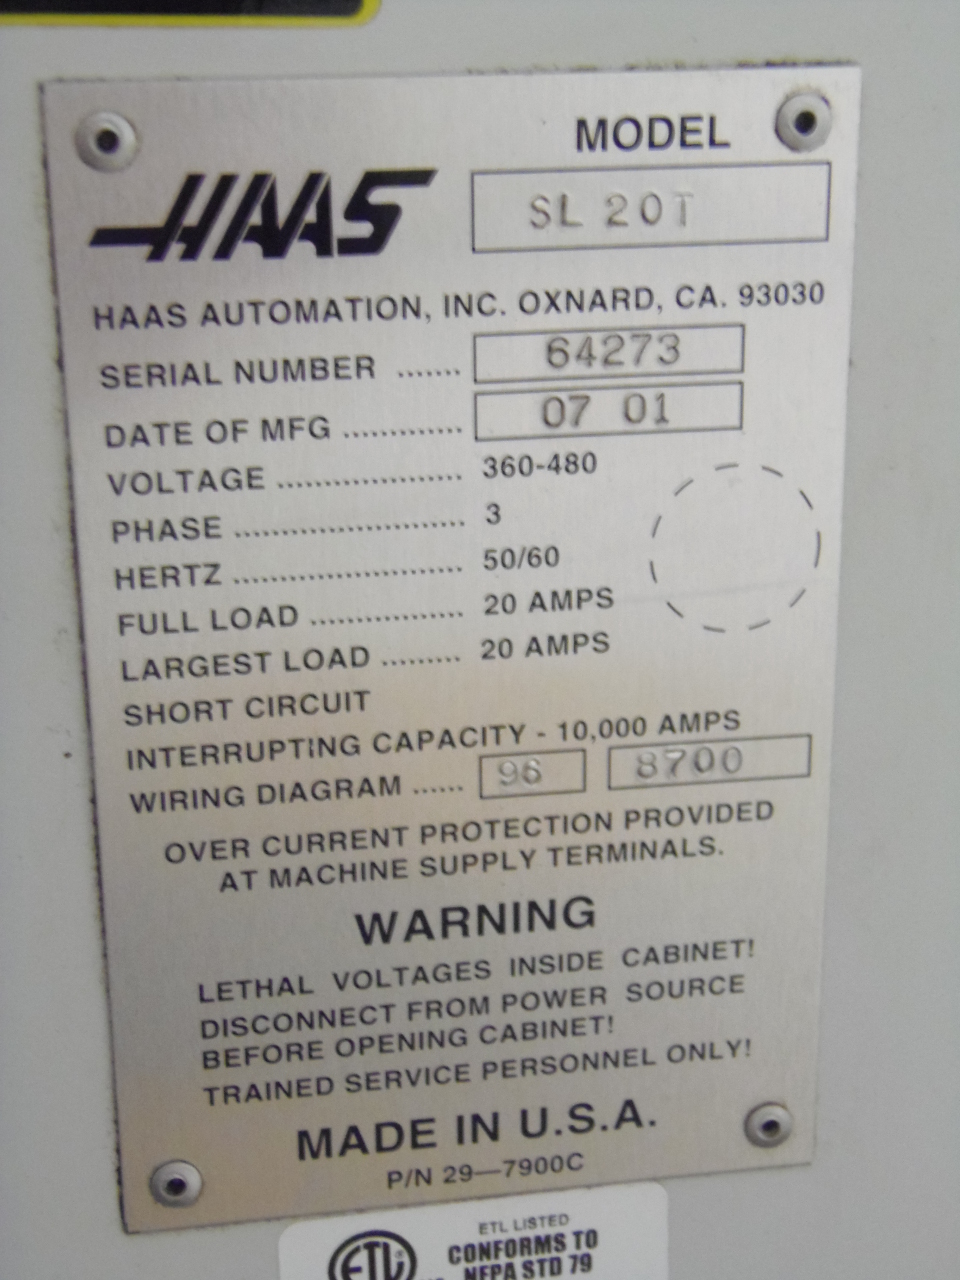 MODEL
HAAS
SL 20T
HAAS AUTOMATION, INC. OXNARD, CA. 93030
SERIAL NUMBER ....... 64273
DATE OF MFG ............. 07 01
VOLTAGE .................... 360-480
PHASE ......................... 3
HERTZ ......................... 50/60
FULL LOAD ................ 20 AMPS
LARGEST LOAD ......... 20 AMPS
SHORT CIRCUIT
INTERRUPTING CAPACITY - 10,000 AMPS
WIRING DIAGRAM ...... 96 8700
OVER CURRENT PROTECTION PROVIDED
AT MACHINE SUPPLY TERMINALS.
WARNING
LETHAL VOLTAGES INSIDE CABINET!
DISCONNECT FROM POWER SOURCE
BEFORE OPENING CABINET!
TRAINED SERVICE PERSONNEL ONLY!
MADE IN U.S.A.
P/N 29—7900C
ETL LISTED
CONFORMS TO
NFPA STD 79
ETL